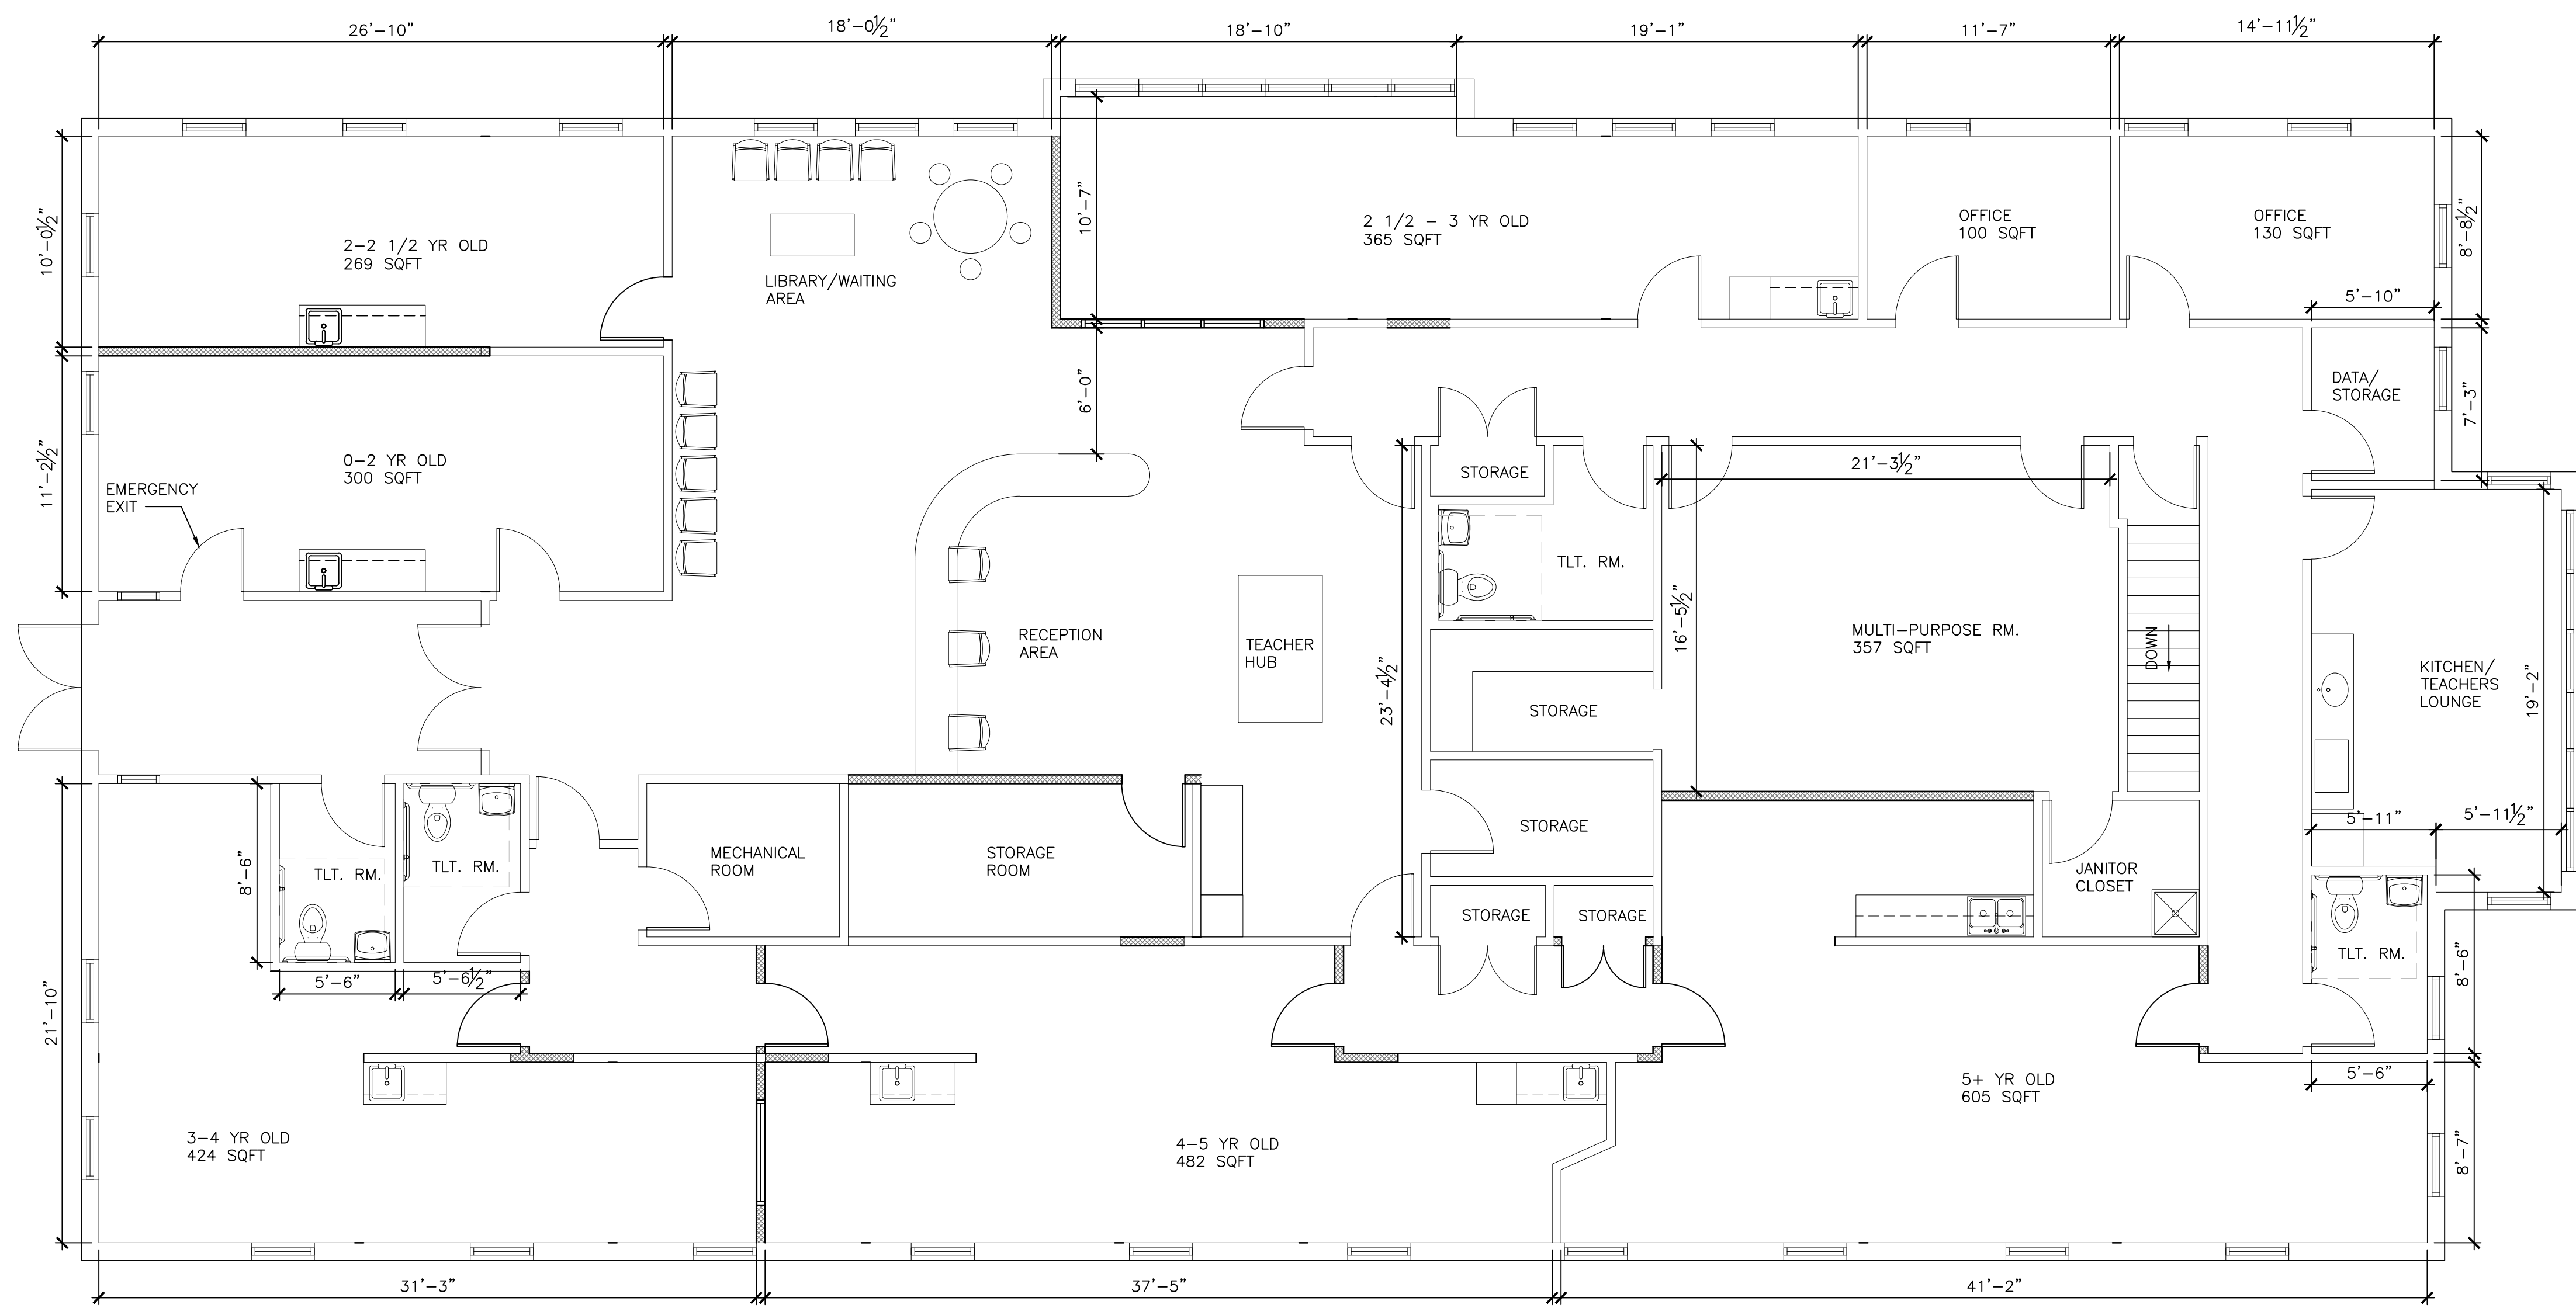 26'-10"
18'-0½"
18'-10"
19'-1"
11'-7"
14'-11½"
10'-0½"
2-2 1/2 YR OLD
269 SQFT
LIBRARY/WAITING
AREA
10'-7"
2 1/2 - 3 YR OLD
365 SQFT
OFFICE
100 SQFT
OFFICE
130 SQFT
8'-8½"
5'-10"
11'-2½"
0-2 YR OLD
300 SQFT
EMERGENCY
EXIT
6'-0"
STORAGE
21'-3½"
DATA/
STORAGE
7'-3"
TLT. RM.
RECEPTION
AREA
TEACHER
HUB
23'-4½"
STORAGE
16'-5½"
MULTI-PURPOSE RM.
357 SQFT
DOWN
KITCHEN/
TEACHERS
LOUNGE
19'-2"
5'-11"
5'-11½"
21'-10"
8'-6"
TLT. RM.
TLT. RM.
5'-6"
5'-6½"
MECHANICAL
ROOM
STORAGE
ROOM
STORAGE
STORAGE
STORAGE
JANITOR
CLOSET
TLT. RM.
8'-6"
5'-6"
3-4 YR OLD
424 SQFT
4-5 YR OLD
482 SQFT
5+ YR OLD
605 SQFT
8'-7"
31'-3"
37'-5"
41'-2"